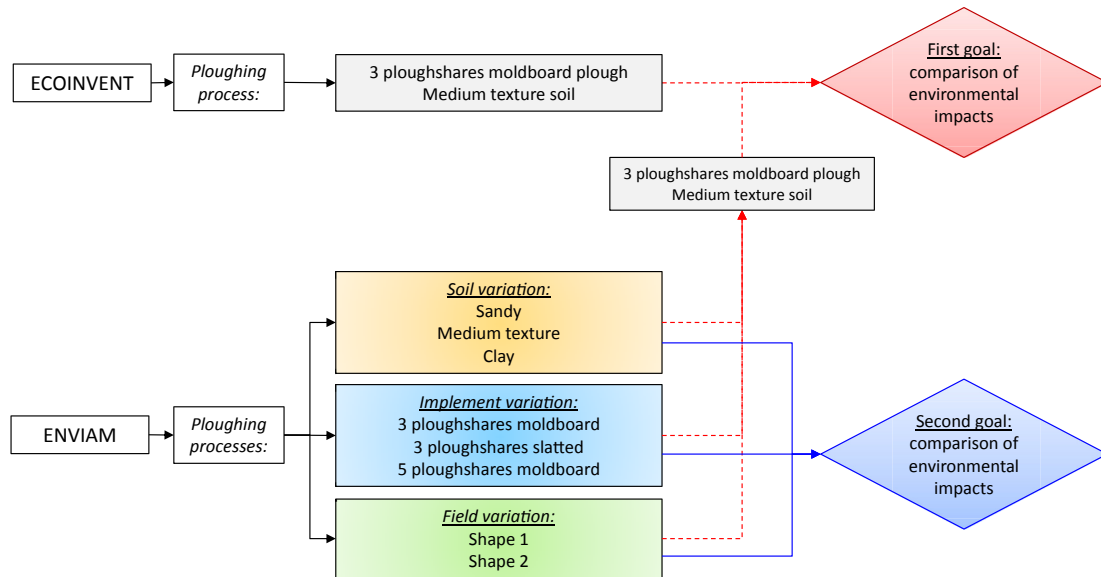 ECOINVENT
Ploughing
process:
3 ploughshares moldboard plough
Medium texture soil
First goal:
comparison of
environmental
impacts
3 ploughshares moldboard plough
Medium texture soil
ENVIAM
Ploughing
processes:
Soil variation:
Sandy
Medium texture
Clay
Implement variation:
3 ploughshares moldboard
3 ploughshares slatted
5 ploughshares moldboard
Field variation:
Shape 1
Shape 2
Second goal:
comparison of
environmental
impacts